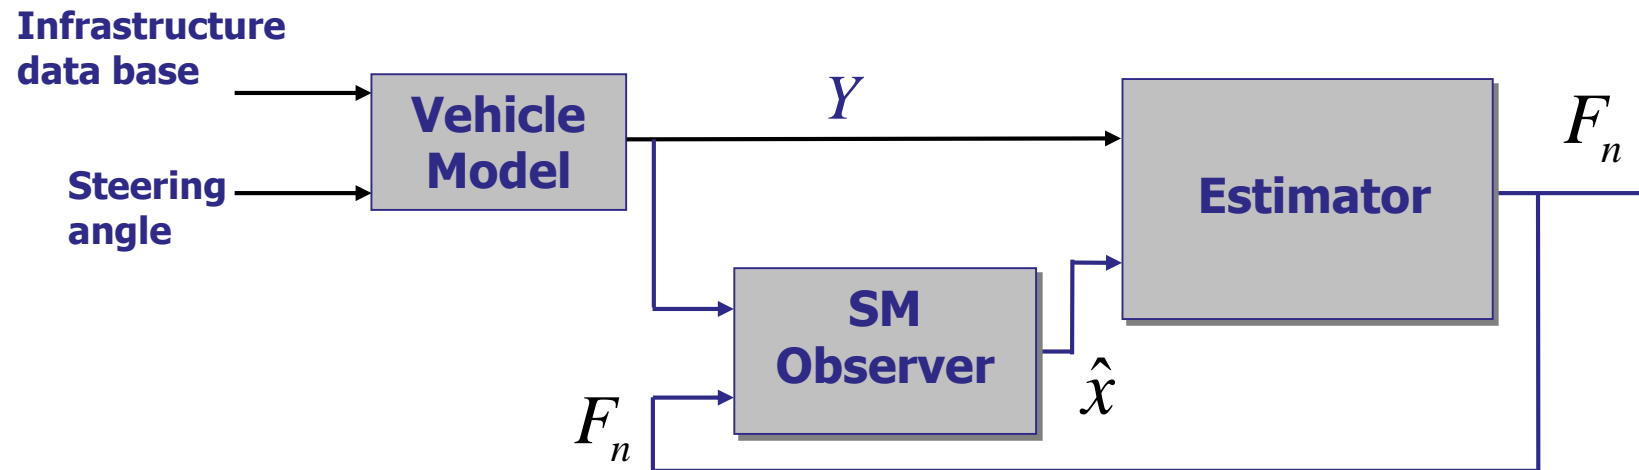 Infrastructure
data base
Steering
angle
Vehicle
Model
Y
Estimator
Fₙ
SM
Observer
x̂
Fₙ